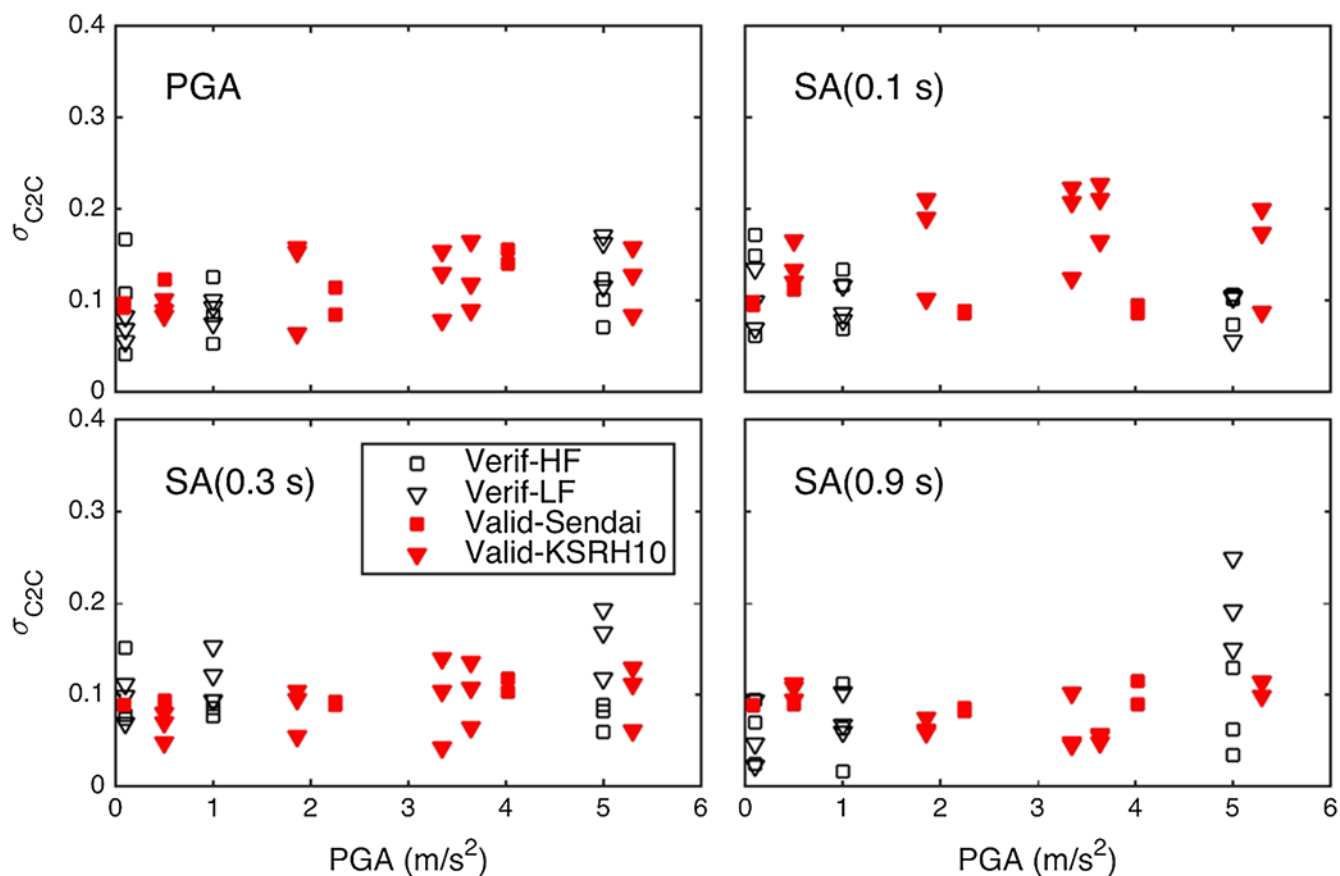 0.4
0.3
0.2
0.1
0
σC2C
PGA
SA(0.1 s)
0.4
0.3
0.2
0.1
0
σC2C
SA(0.3 s)
Verif-HF
Verif-LF
Valid-Sendai
Valid-KSRH10
SA(0.9 s)
0 1 2 3 4 5 6
0 1 2 3 4 5 6
PGA (m/s²)
PGA (m/s²)